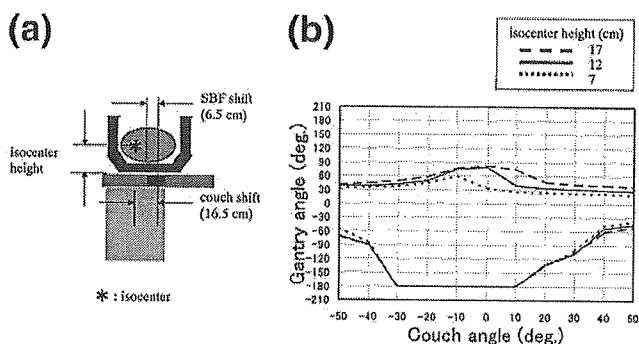 (a)
SBF shift
(6.5 cm)
isocenter
height
couch shift
(16.5 cm)
* : isocenter
(b)
isocenter height (cm)
17
12
7
Gantry angle (deg.)
210
180
150
120
90
60
30
0
-30
-60
-90
-120
-150
-180
-210
-50 -40 -30 -20 -10 0 10 20 30 40 50
Couch angle (deg.)